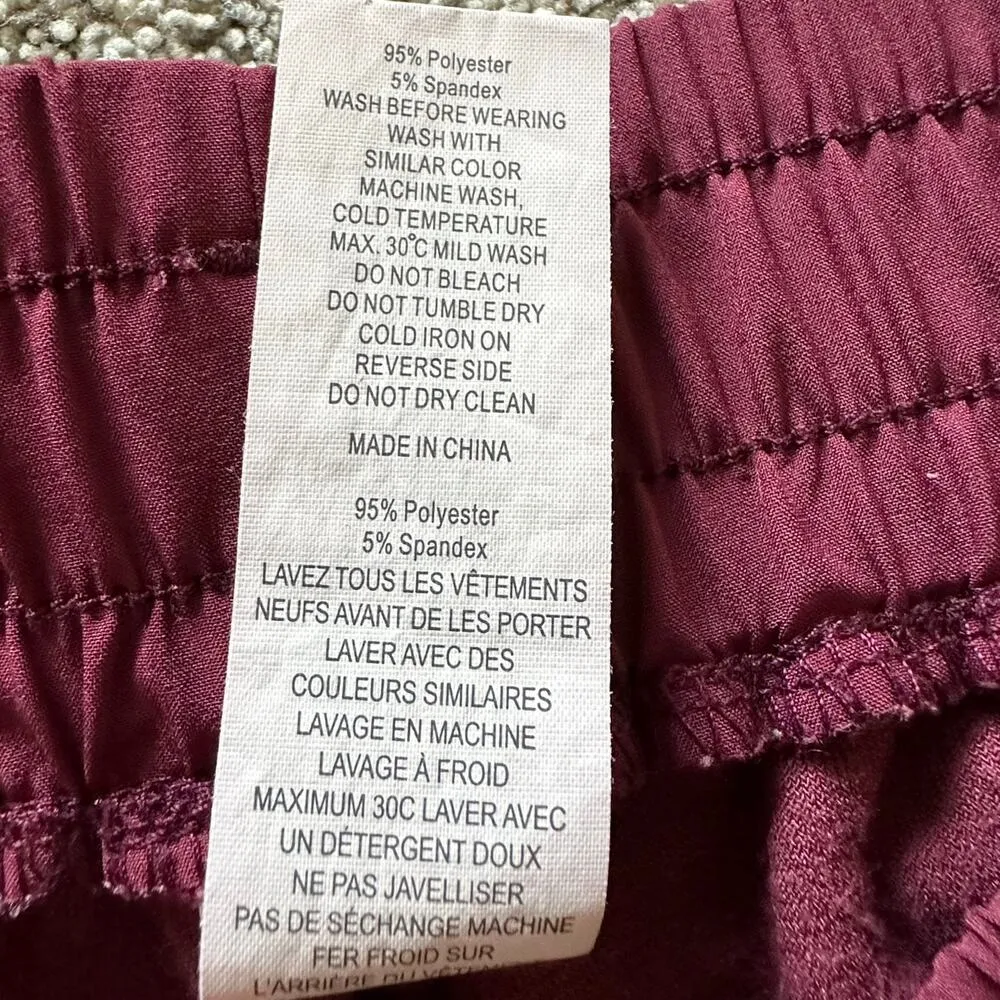 95% Polyester
5% Spandex
WASH BEFORE WEARING
WASH WITH
SIMILAR COLOR
MACHINE WASH,
COLD TEMPERATURE
MAX. 30°C MILD WASH
DO NOT BLEACH
DO NOT TUMBLE DRY
COLD IRON ON
REVERSE SIDE
DO NOT DRY CLEAN
MADE IN CHINA
95% Polyester
5% Spandex
LAVEZ TOUS LES VÊTEMENTS
NEUFS AVANT DE LES PORTER
LAVER AVEC DES
COULEURS SIMILAIRES
LAVAGE EN MACHINE
LAVAGE À FROID
MAXIMUM 30C LAVER AVEC
UN DÉTERGENT DOUX
NE PAS JAVELLISER
PAS DE SÉCHANGE MACHINE
FER FROID SUR
L'ARRIÈRE DU